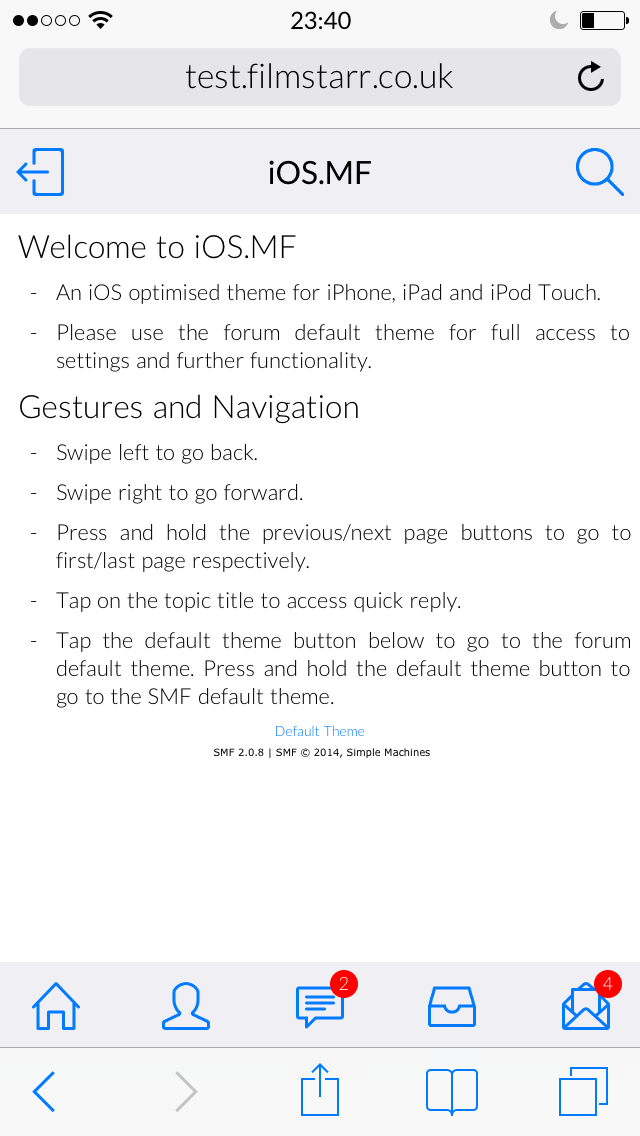 23:40
test.filmstarr.co.uk
iOS.MF
Welcome to iOS.MF
- An iOS optimised theme for iPhone, iPad and iPod Touch.
- Please use the forum default theme for full access to
settings and further functionality.
Gestures and Navigation
- Swipe left to go back.
- Swipe right to go forward.
- Press and hold the previous/next page buttons to go to
first/last page respectively.
- Tap on the topic title to access quick reply.
- Tap the default theme button below to go to the forum
default theme. Press and hold the default theme button to
go to the SMF default theme.
Default Theme
SMF 2.0.8 | SMF © 2014, Simple Machines
2
4